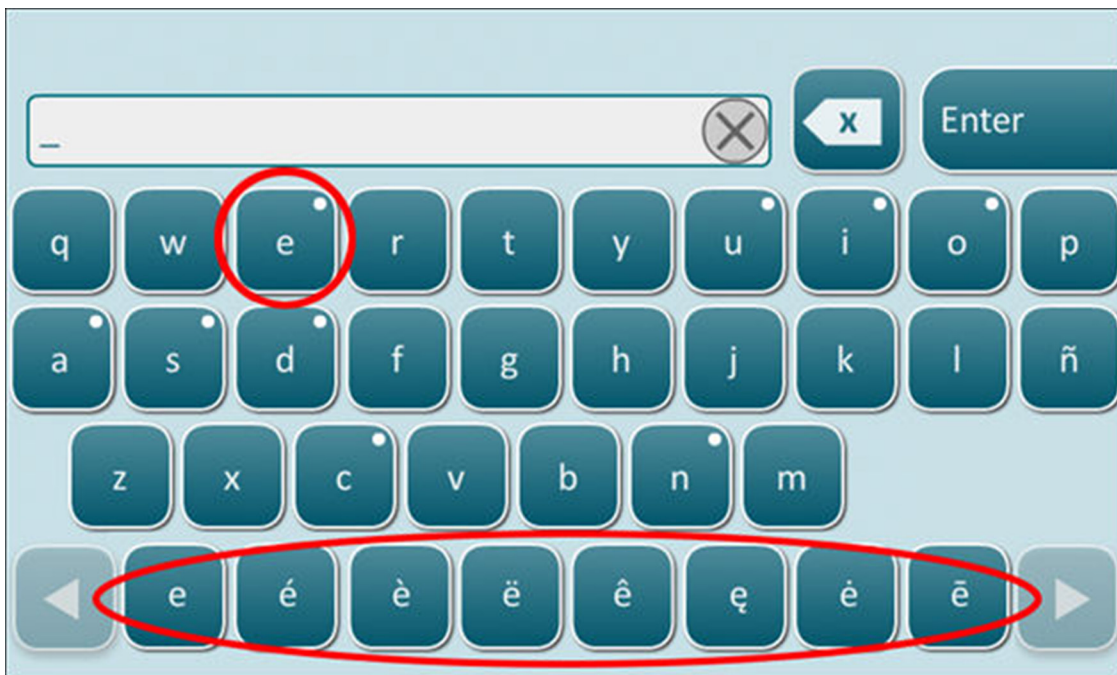 _
x Enter
q w e r t y u i o p
a s d f g h j k l ñ
z x c v b n m
e é è ë ê ę ė ē